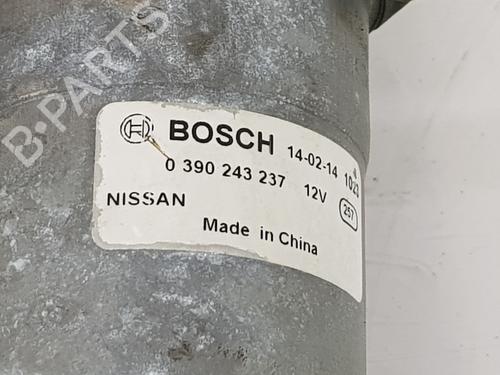 B-PARTS
BOSCH 14-02-14
0 390 243 237 12V 257
NISSAN
Made in China